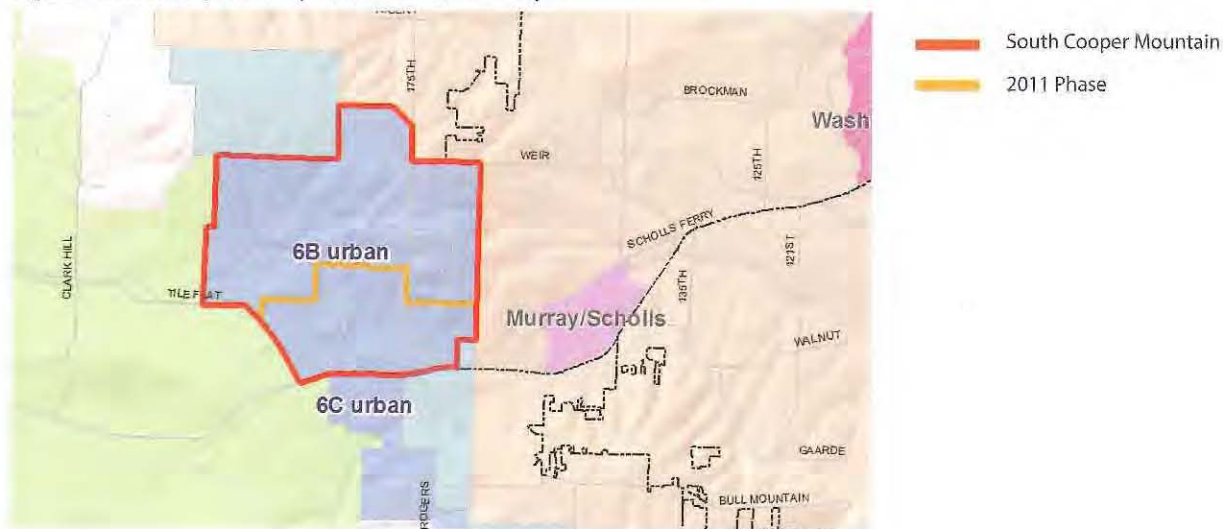 South Cooper Mountain
2011 Phase
175TH
BROCKMAN
Wash
WEIR
125TH
SCHOLLS FERRY
6B urban
121ST
CLARK HILL
TILE FLAT
135TH
Murray/Scholls
WALNUT
6C urban
GAARDE
ROGERS
BULL MOUNTAIN